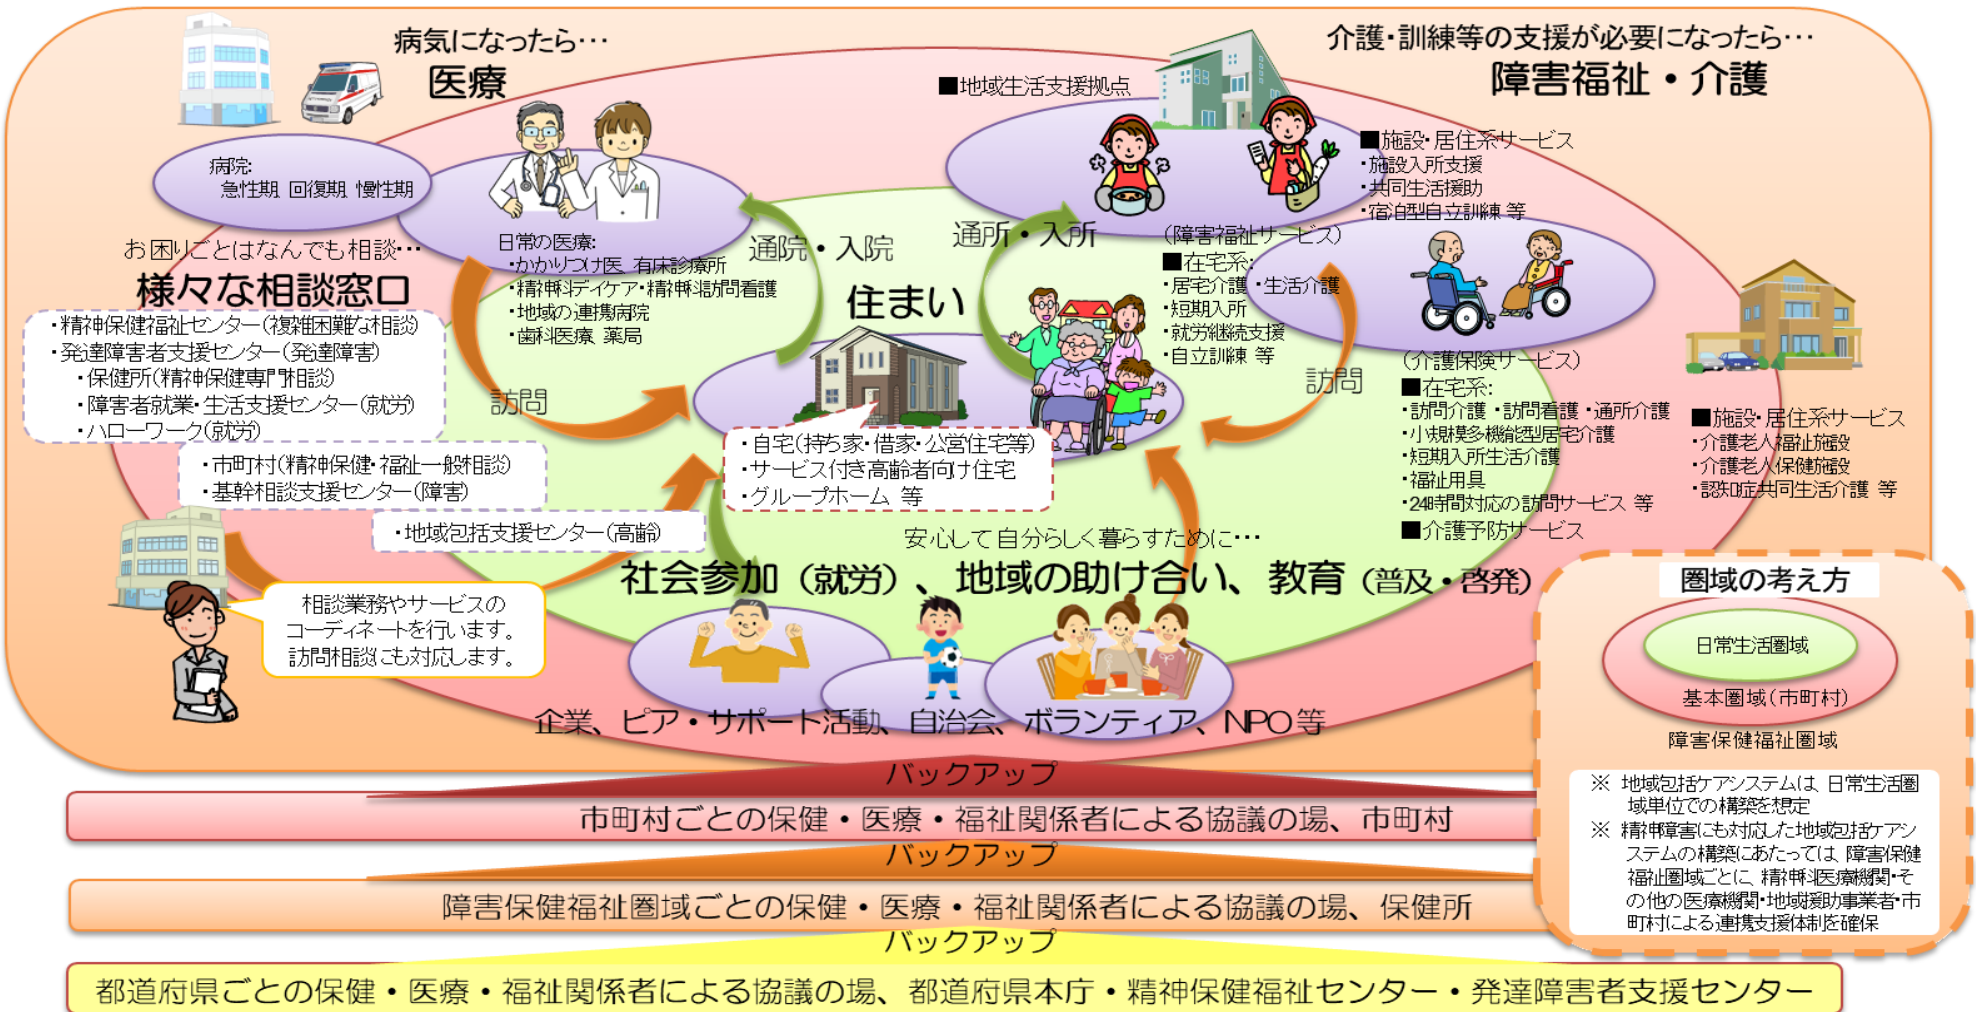 病気になったら…
医療
病院:
急性期 回復期 慢性期
日常の医療:
・かかりつけ医、有床診療所
・精神科デイケア・精神科訪問看護
・地域の連携病院
・歯科医療、薬局
通院・入院
訪問
介護・訓練等の支援が必要になったら…
障害福祉・介護
■地域生活支援拠点
■施設・居住系サービス
・施設入所支援
・共同生活援助
・宿泊型自立訓練 等
通所・入所
(障害福祉サービス)
■在宅系:
・居宅介護 ・生活介護
・短期入所
・就労継続支援
・自立訓練 等
訪問
(介護保険サービス)
■在宅系:
・訪問介護 ・訪問看護 ・通所介護
・小規模多機能型居宅介護
・短期入所生活介護
・福祉用具
・24時間対応の訪問サービス 等
■介護予防サービス
■施設・居住系サービス
・介護老人福祉施設
・介護老人保健施設
・認知症共同生活介護 等
お困りごとはなんでも相談…
様々な相談窓口
・精神保健福祉センター(複雑困難な相談)
・発達障害者支援センター(発達障害)
・保健所(精神保健専門相談)
・障害者就業・生活支援センター(就労)
・ハローワーク(就労)
・市町村(精神保健・福祉一般相談)
・基幹相談支援センター(障害)
・地域包括支援センター(高齢)
相談業務やサービスの
コーディネートを行います。
訪問相談にも対応します。
住まい
・自宅(持ち家・借家・公営住宅等)
・サービス付き高齢者向け住宅
・グループホーム 等
安心して自分らしく暮らすために…
社会参加(就労)、地域の助け合い、教育(普及・啓発)
企業、ピア・サポート活動、自治会、ボランティア、NPO等
バックアップ
市町村ごとの保健・医療・福祉関係者による協議の場、市町村
バックアップ
障害保健福祉圏域ごとの保健・医療・福祉関係者による協議の場、保健所
バックアップ
都道府県ごとの保健・医療・福祉関係者による協議の場、都道府県本庁・精神保健福祉センター・発達障害者支援センター
圏域の考え方
日常生活圏域
基本圏域(市町村)
障害保健福祉圏域
※ 地域包括ケアシステムは、日常生活圏
域単位での構築を想定
※ 精神障害にも対応した地域包括ケアシ
ステムの構築にあたっては、障害保健
福祉圏域ごとに、精神科医療機関・そ
の他の医療機関・地域援助事業者・市
町村による連携支援体制を確保